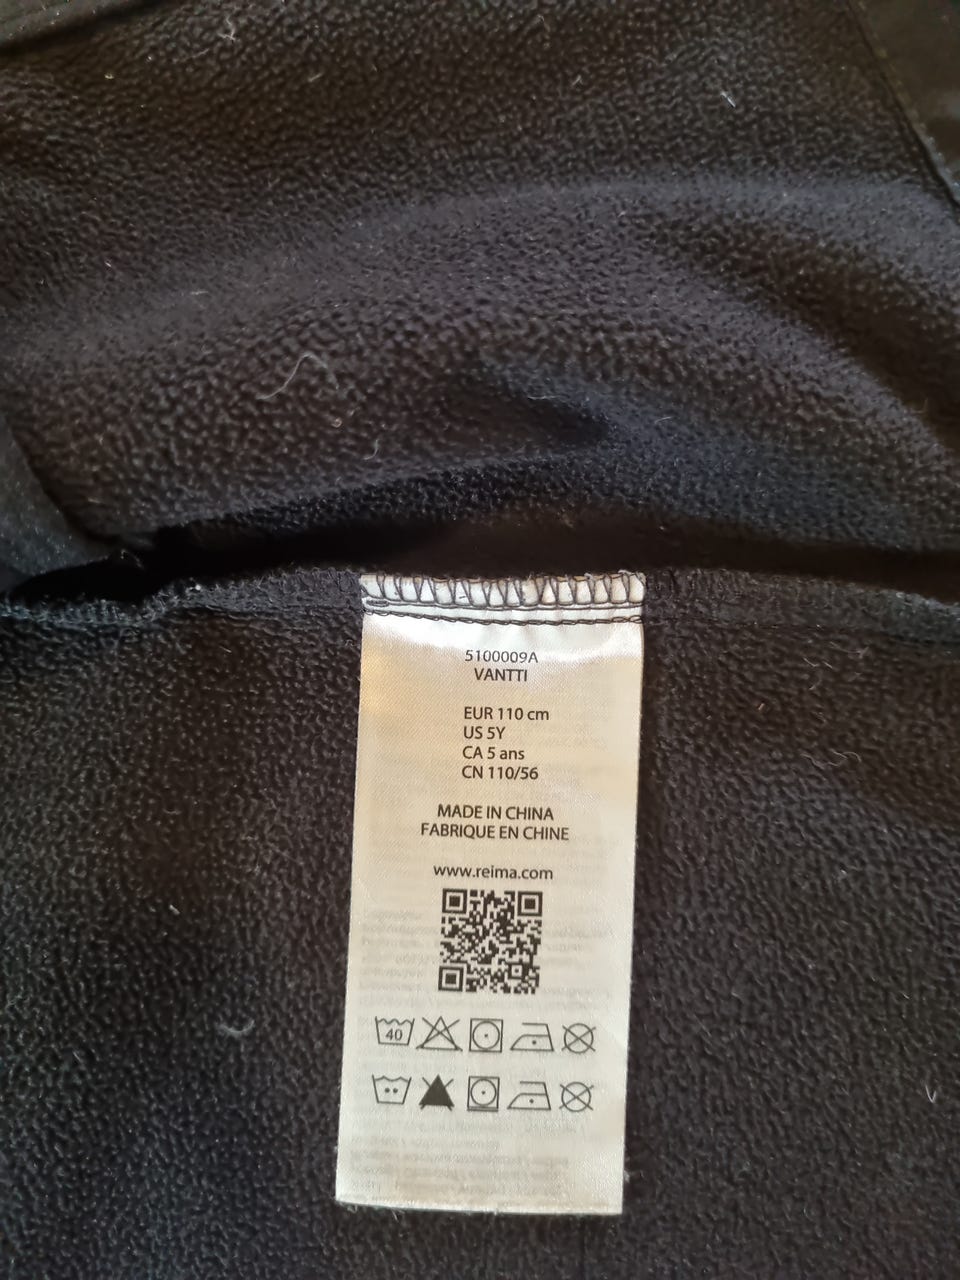 5100009A
VANTTI
EUR 110 cm
US 5Y
CA 5 ans
CN 110/56
MADE IN CHINA
FABRIQUE EN CHINE
www.reima.com
40